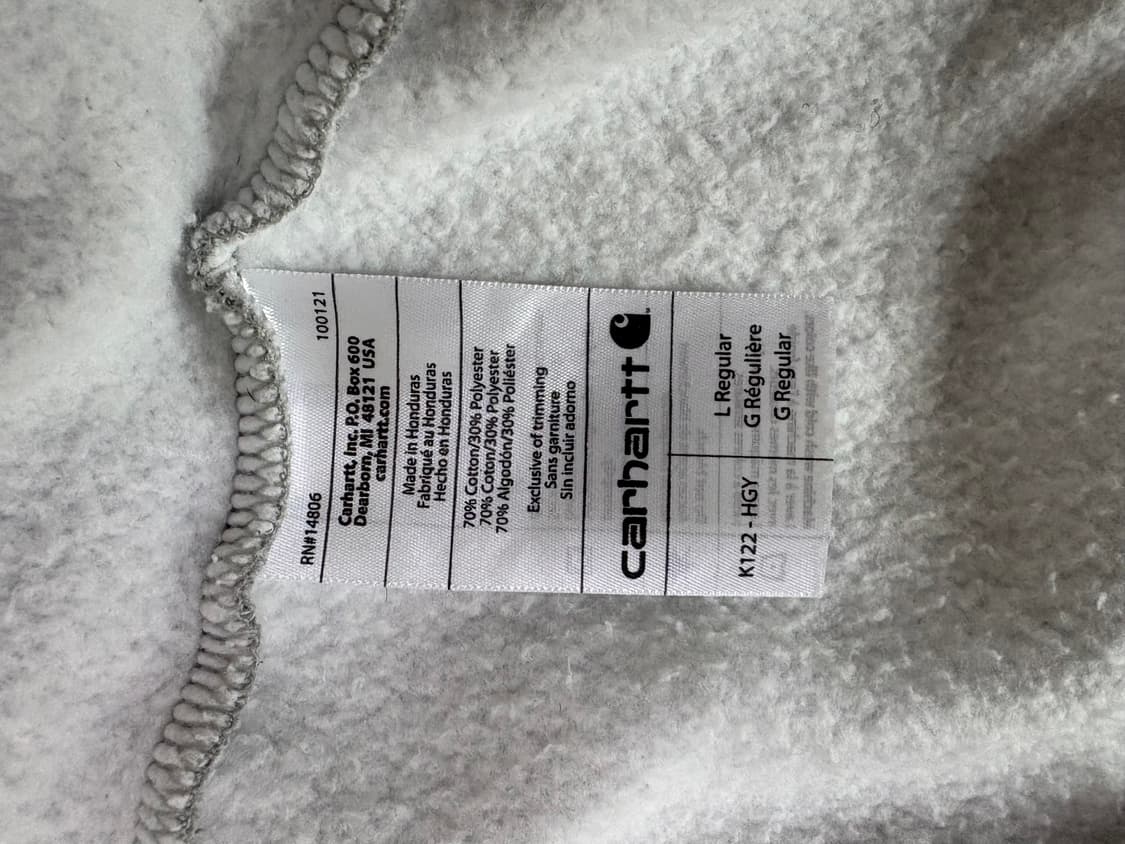 RN#14806 100121
Carhartt, Inc. P.O. Box 600
Dearborn, MI 48121 USA
carhartt.com
Made in Honduras
Fabriqué au Honduras
Hecho en Honduras
70% Cotton/30% Polyester
70% Coton/30% Polyester
70% Algodón/30% Poliéster
Exclusive of trimming
Sans garniture
Sin incluir adorno
carhartt
K122 - HGY
L Regular
G Régulière
G Regular